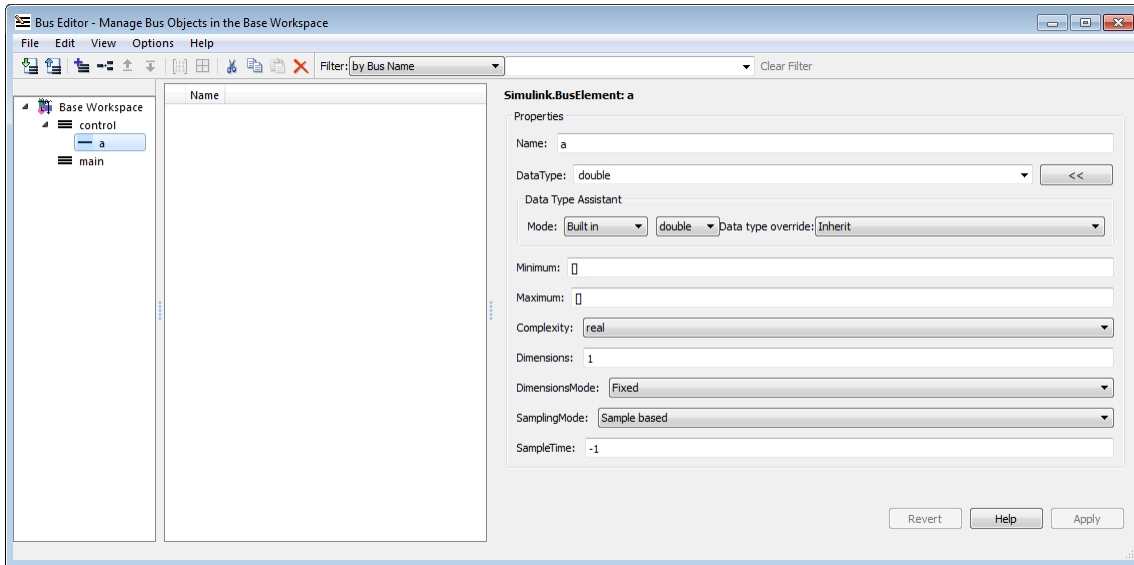 Bus Editor - Manage Bus Objects in the Base Workspace
File Edit View Options Help
Filter: by Bus Name Clear Filter
Base Workspace
control
a
main
Name
Simulink.BusElement: a
Properties
Name: a
DataType: double <<
Data Type Assistant
Mode: Built in double Data type override: Inherit
Minimum: []
Maximum: []
Complexity: real
Dimensions: 1
DimensionsMode: Fixed
SamplingMode: Sample based
SampleTime: -1
Revert Help Apply